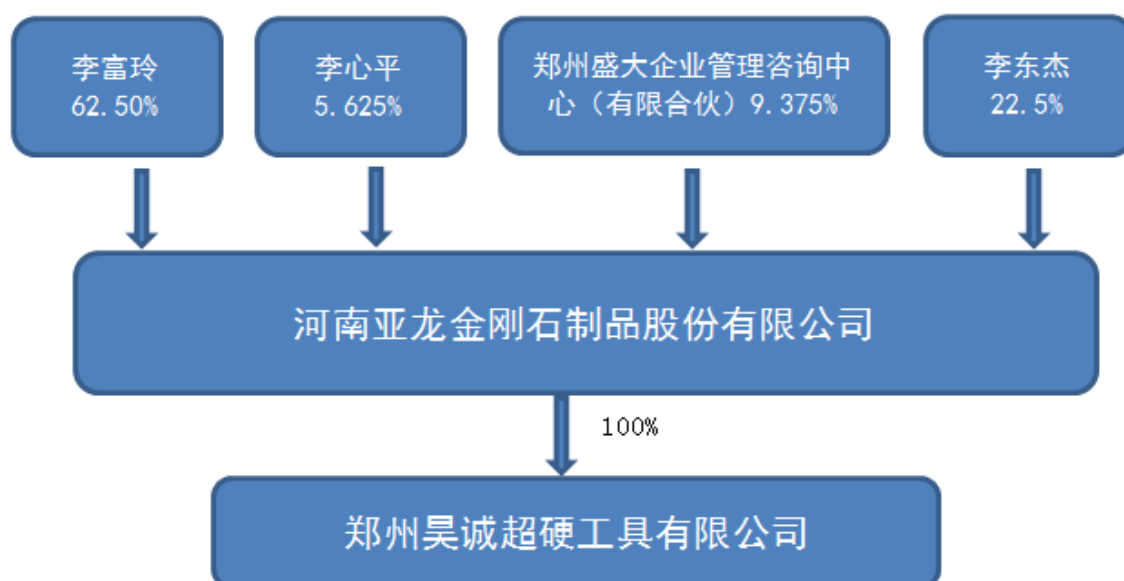 李富玲
62.50%
李心平
5.625%
郑州盛大企业管理咨询中
心（有限合伙）9.375%
李东杰
22.5%
河南亚龙金刚石制品股份有限公司
100%
郑州昊诚超硬工具有限公司